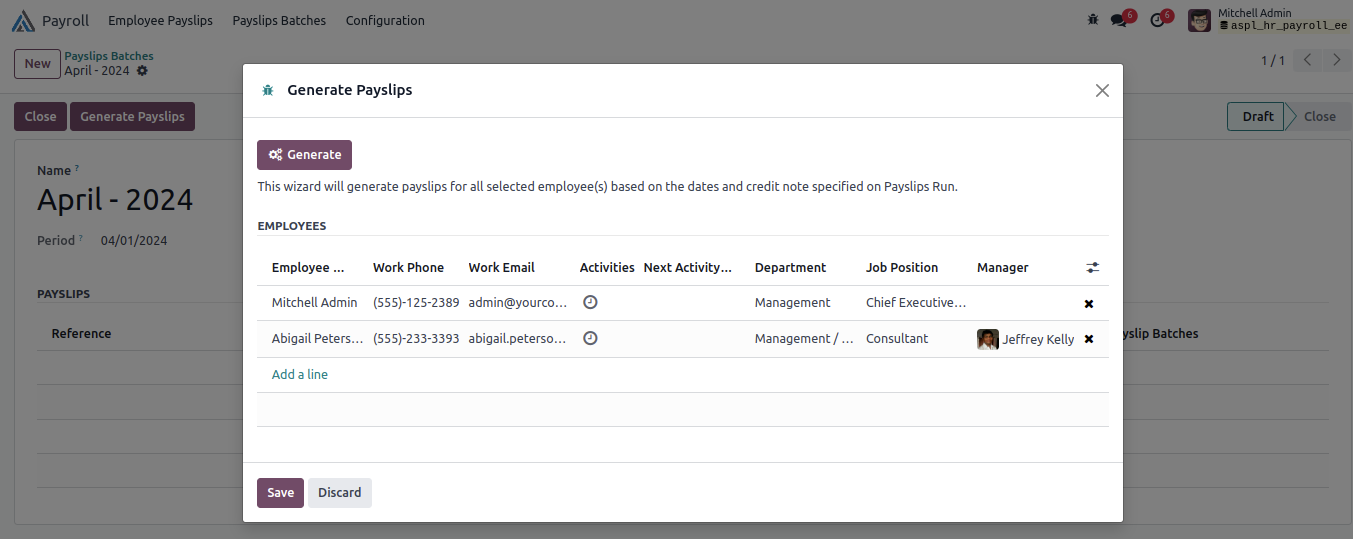 Payroll Employee Payslips Payslips Batches Configuration 6 6 Mitchell Admin
aspl_hr_payroll_ee
New Payslips Batches
April - 2024 1 / 1
Close Generate Payslips Draft Close
Generate Payslips
Name ?
April - 2024
Period ? 04/01/2024
PAYSLIPS
Reference yslip Batches
Generate
This wizard will generate payslips for all selected employee(s) based on the dates and credit note specified on Payslips Run.
EMPLOYEES
Employee ... Work Phone Work Email Activities Next Activity... Department Job Position Manager
Mitchell Admin (555)-125-2389 admin@yourco... Management Chief Executive...
Abigail Peters... (555)-233-3393 abigail.peterso... Management / ... Consultant Jeffrey Kelly
Add a line
Save Discard